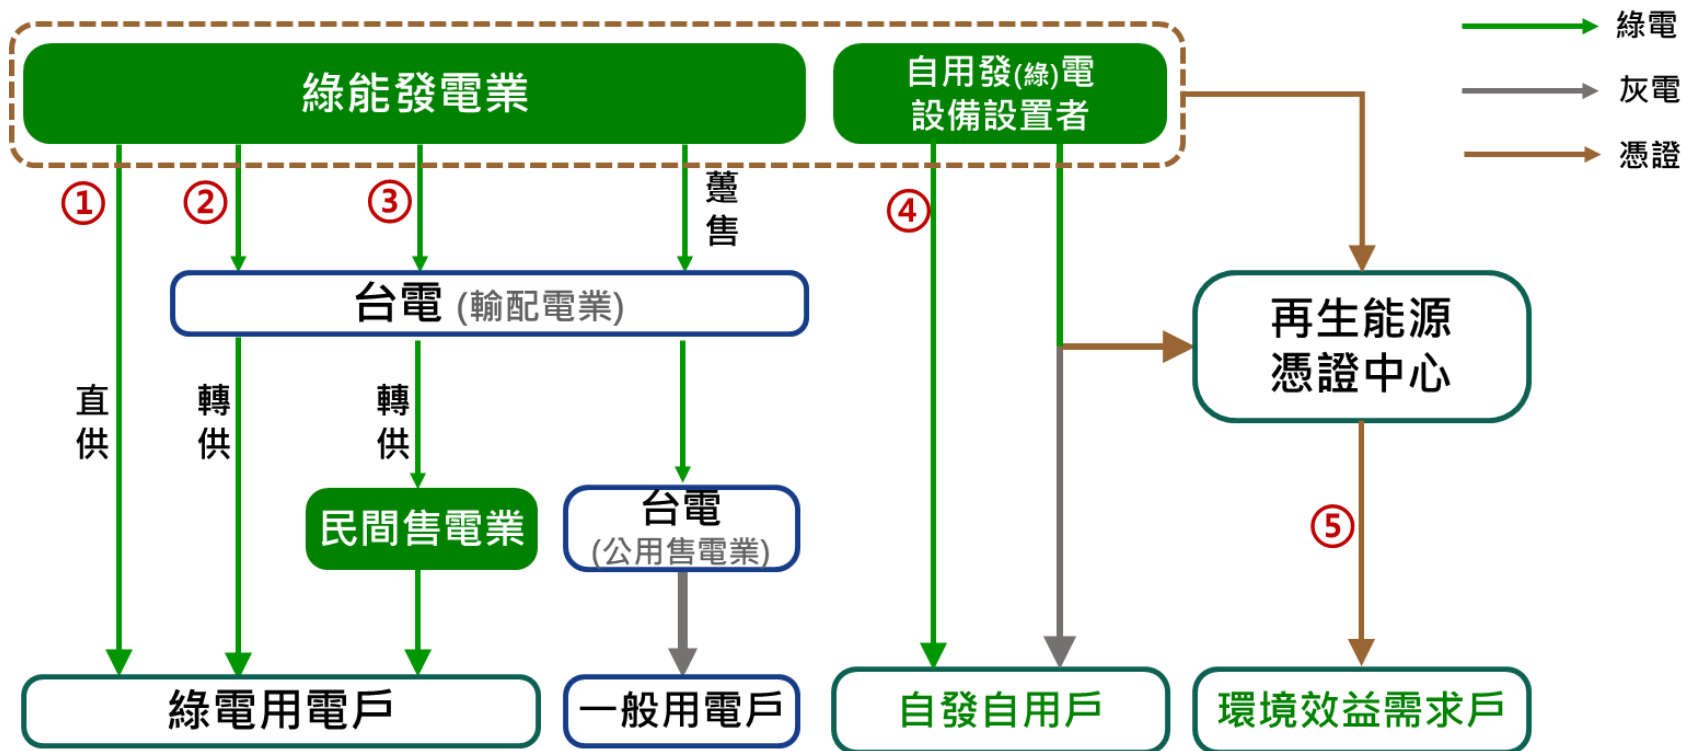 綠能發電業
自用發(綠)電
設備設置者
綠電
灰電
憑證
①
②
③
躉售
④
台電 (輸配電業)
再生能源
憑證中心
直供
轉供
轉供
民間售電業
台電
(公用售電業)
⑤
綠電用電戶
一般用電戶
自發自用戶
環境效益需求戶